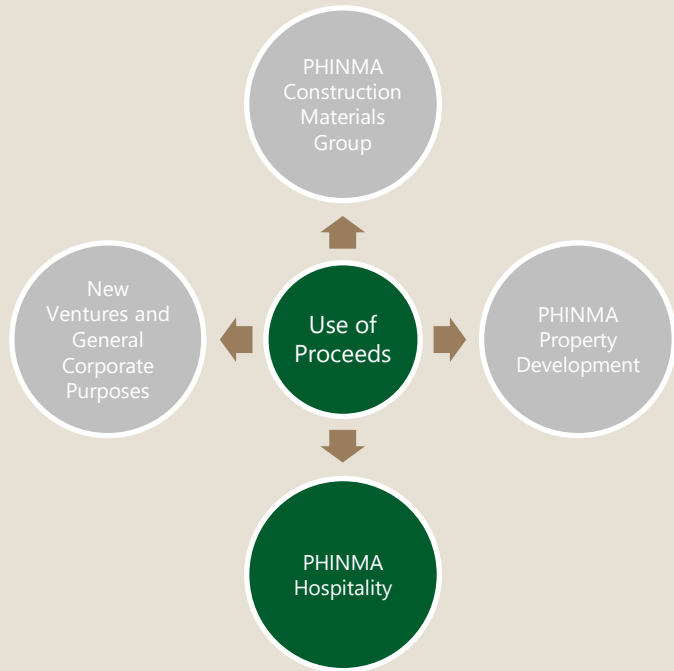 PHINMA
Construction
Materials
Group
New
Ventures and
General
Corporate
Purposes
Use of
Proceeds
PHINMA
Property
Development
PHINMA
Hospitality